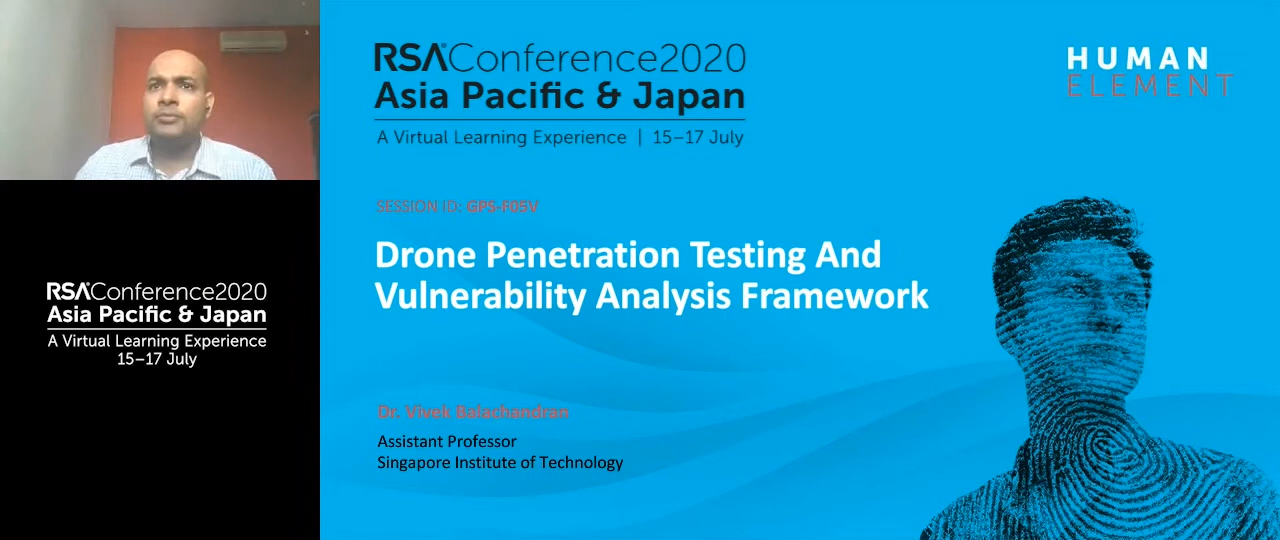 RSAConference2020
Asia Pacific & Japan
A Virtual Learning Experience | 15–17 July
HUMAN
ELEMENT
SESSION ID: GPS-F05V
Drone Penetration Testing And
Vulnerability Analysis Framework
Dr. Vivek Balachandran
Assistant Professor
Singapore Institute of Technology
RSAConference2020
Asia Pacific & Japan
A Virtual Learning Experience
15–17 July